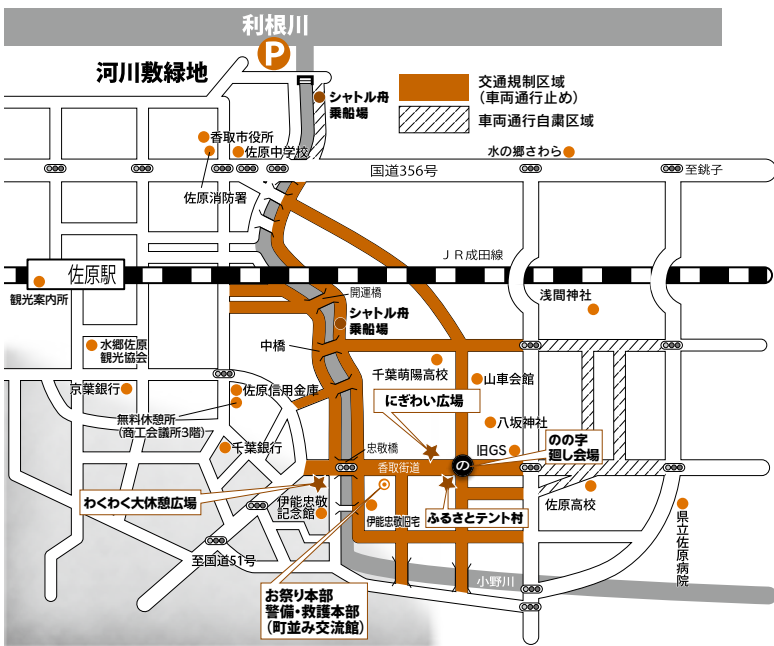 利根川
P
河川敷緑地
交通規制区域
(車両通行止め)
車両通行自粛区域
シャトル舟
乗船場
香取市役所
佐原中学校
水の郷さわら
国道356号
至銚子
佐原消防署
JR成田線
佐原駅
観光案内所
開運橋
浅間神社
シャトル舟
乗船場
水郷佐原
観光協会
中橋
千葉萌陽高校
山車会館
京葉銀行
佐原信用金庫
にぎわい広場
無料休憩所
(商工会議所3階)
八坂神社
千葉銀行
忠敬橋
旧GS
のの字
廻し会場
香取街道
の
わくわく大休憩広場
伊能忠敬
記念館
伊能忠敬旧宅
ふるさとテント村
佐原高校
県立佐原病院
至国道51号
小野川
お祭り本部
警備・救護本部
(町並み交流館)